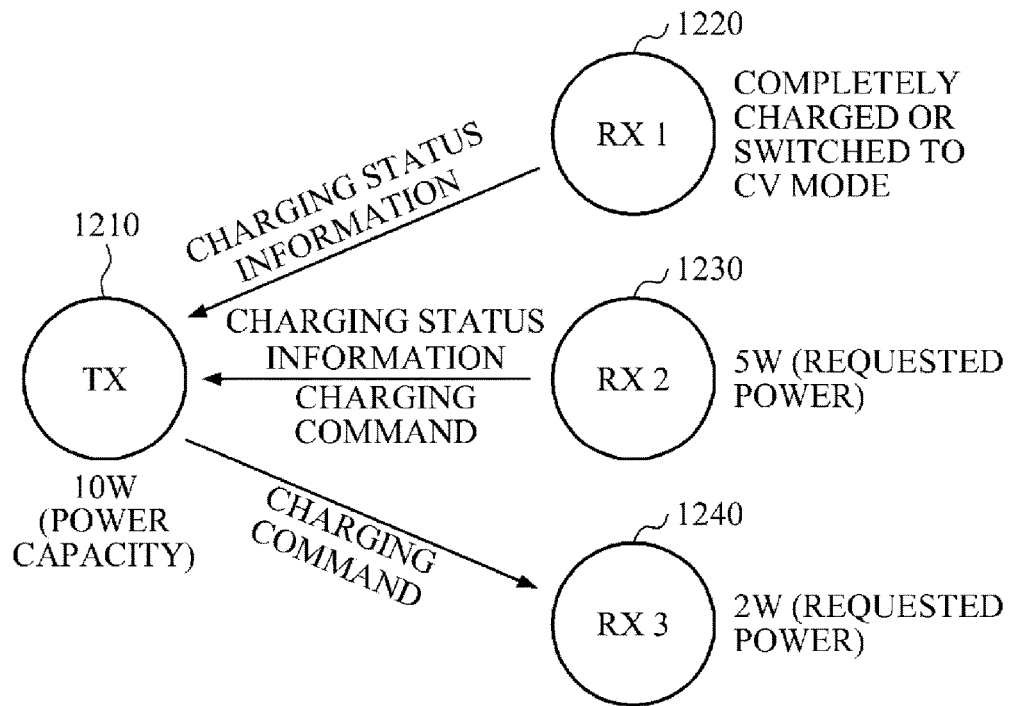 1220
RX 1
COMPLETELY
CHARGED OR
SWITCHED TO
CV MODE
CHARGING STATUS
INFORMATION
1210
TX
10W
(POWER
CAPACITY)
1230
CHARGING STATUS
INFORMATION
CHARGING
COMMAND
RX 2
5W (REQUESTED
POWER)
CHARGING
COMMAND
1240
RX 3
2W (REQUESTED
POWER)